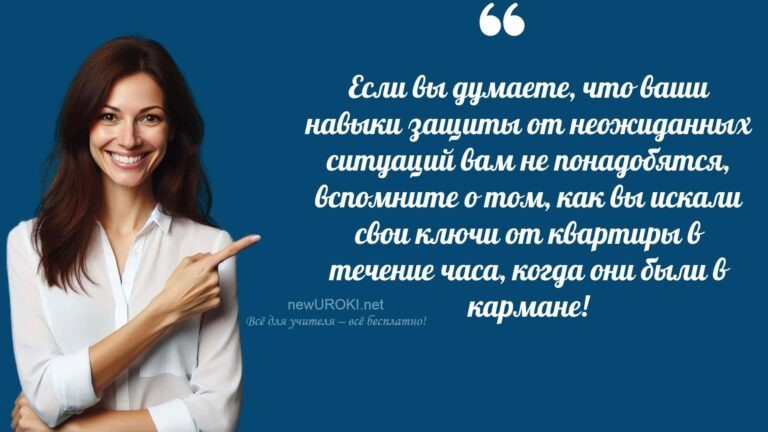 Если вы думаете, что ваши
навыки защиты от неожиданных
ситуаций вам не понадобятся,
вспомните о том, как вы искали
свои ключи от квартиры в
течение часа, когда они были в
кармане!
newUROKI.net
Всё для учителя – всё бесплатно!